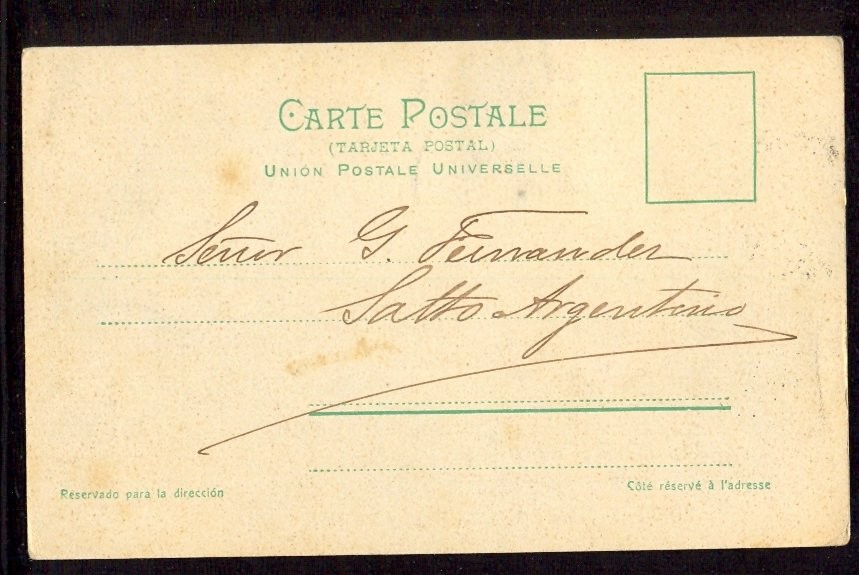 CARTE POSTALE
(TARJETA POSTAL)
UNIÓN POSTALE UNIVERSELLE
Señor G. Fernandez
Salto Argentino
Reservado para la dirección
Côté réservé à l'adresse